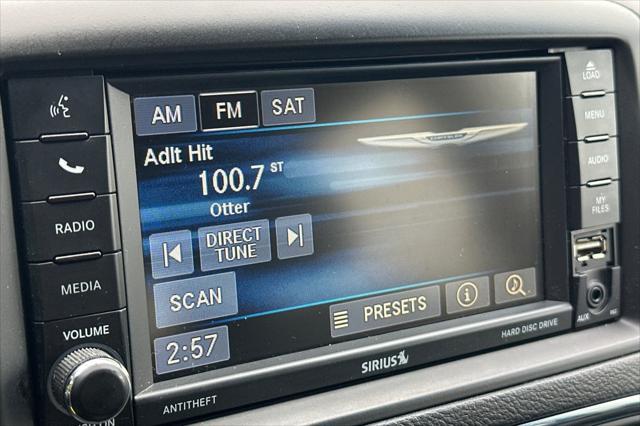 AM FM SAT
Adlt Hit
100.7 ST
Otter
DIRECT
TUNE
SCAN
PRESETS
2:57
CHRYSLER
RADIO
MEDIA
VOLUME
ANTITHEFT
SIRIUS
HARD DISC DRIVE
LOAD
MENU
AUDIO
MY
FILES
AUX